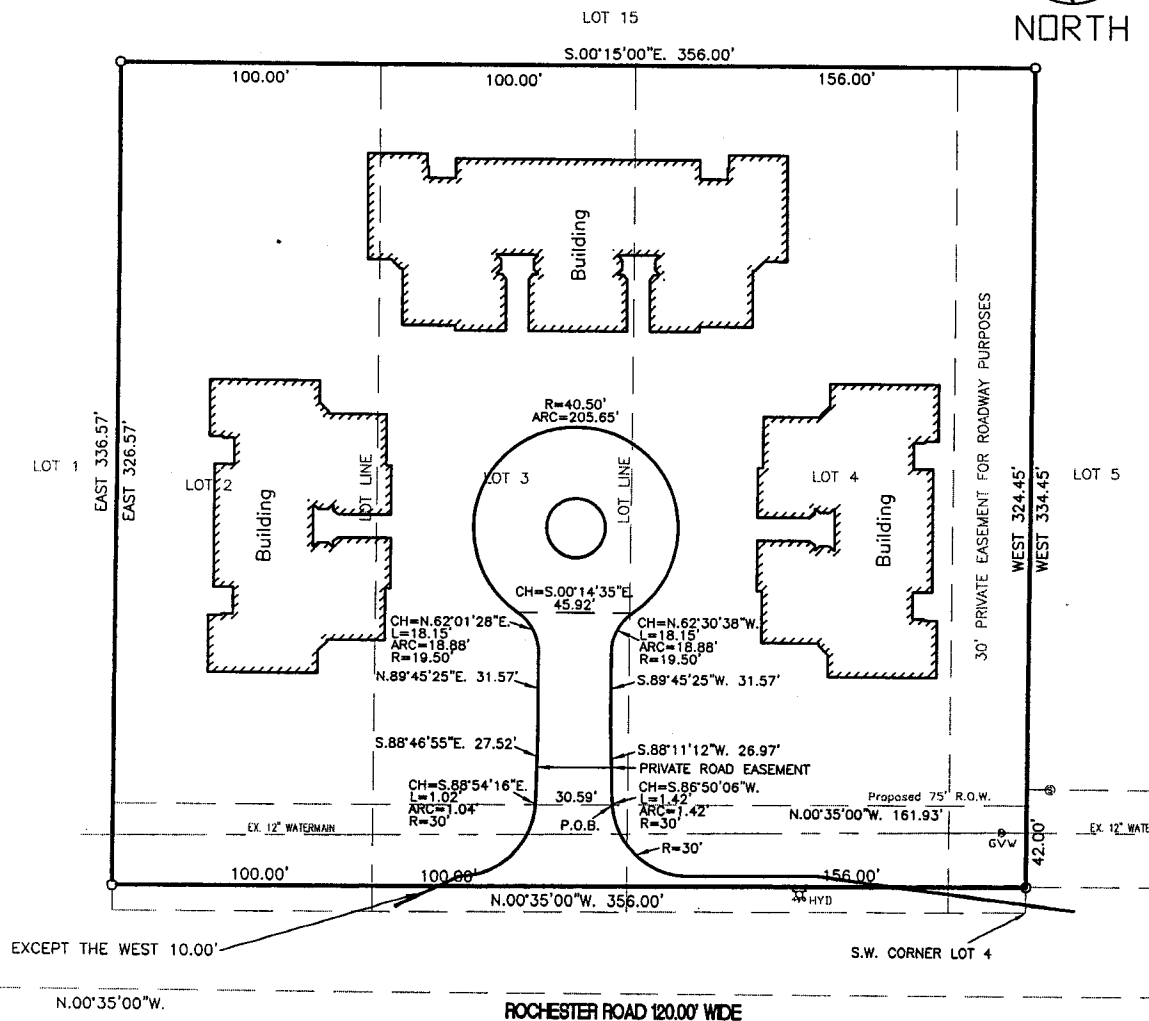 NORTH
LOT 15
S.00°15'00"E. 356.00'
100.00'
100.00'
156.00'
Building
30' PRIVATE EASEMENT FOR ROADWAY PURPOSES
R=40.50'
ARC=205.65'
LOT 1
EAST 336.57'
EAST 326.57'
LOT 2
Building
LOT LINE
LOT 3
LOT LINE
LOT 4
Building
WEST 324.45'
WEST 334.45'
LOT 5
CH=S.00°14'35"E.
45.92'
CH=N.62°01'28"E.
L=18.15'
ARC=18.88'
R=19.50'
CH=N.62°30'38"W.
L=18.15'
ARC=18.88'
R=19.50'
N.89°45'25"E. 31.57'
S.89°45'25"W. 31.57'
S.88°46'55"E. 27.52'
S.88°11'12"W. 26.97'
PRIVATE ROAD EASEMENT
CH=S.88°54'16"E.
L=1.02'
ARC=1.04'
R=30'
30.59'
P.O.B.
CH=S.86°50'06"W.
L=1.42'
ARC=1.42'
R=30'
Proposed 75' R.O.W.
N.00°35'00"W. 161.93'
EX. 12" WATERMAIN
GVW
42.00'
EX. 12" WATE
R=30'
100.00'
100.00'
156.00'
N.00°35'00"W. 356.00'
HYD
EXCEPT THE WEST 10.00'
S.W. CORNER LOT 4
N.00°35'00"W.
ROCHESTER ROAD 120.00' WIDE